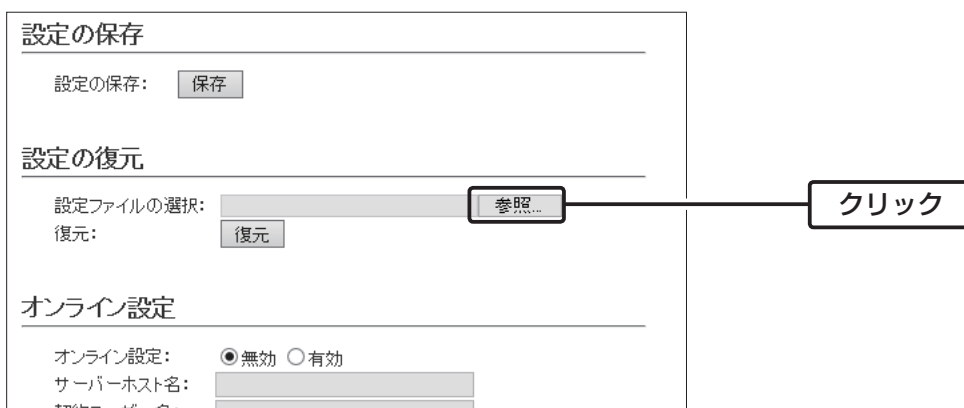 設定の保存
設定の保存: 保存
設定の復元
設定ファイルの選択: 参照...
クリック
復元: 復元
オンライン設定
オンライン設定: 無効 有効
サーバーホスト名: